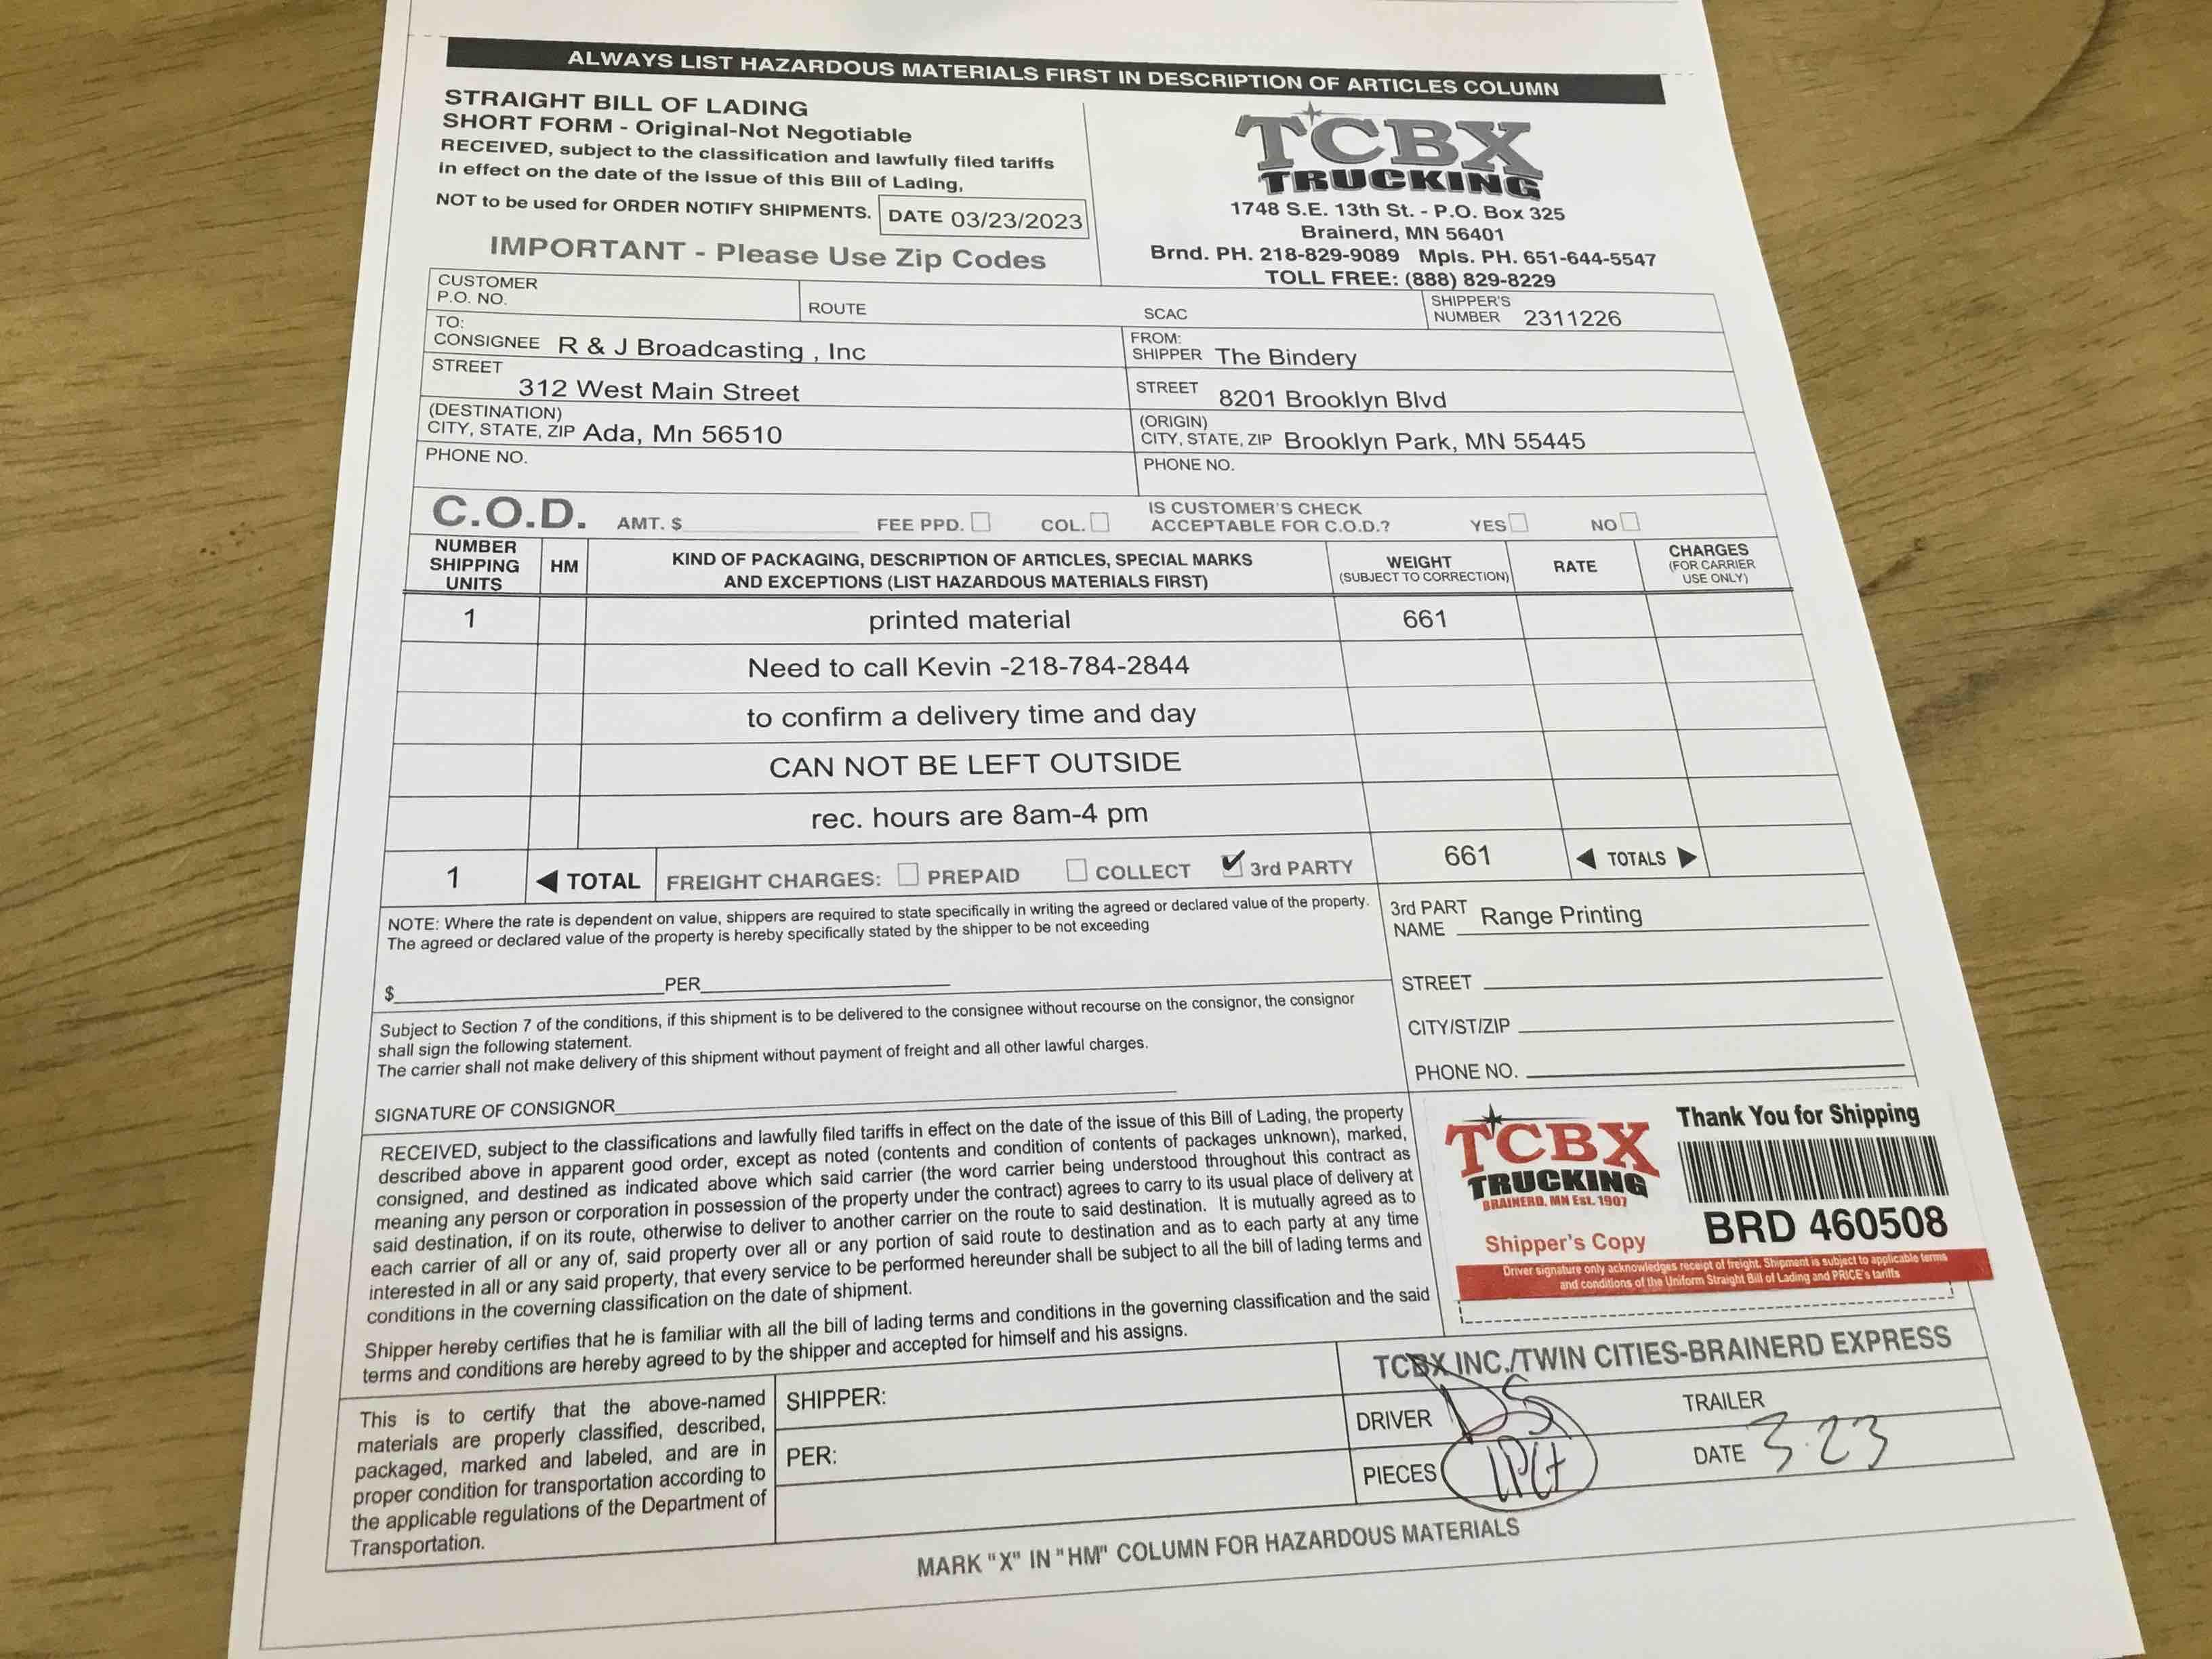 ALWAYS LIST HAZARDOUS MATERIALS FIRST IN DESCRIPTION OF ARTICLES COLUMN
STRAIGHT BILL OF LADING
SHORT FORM - Original-Not Negotiable
RECEIVED, subject to the classification and lawfully filed tariffs
in effect on the date of the issue of this Bill of Lading,
NOT to be used for ORDER NOTIFY SHIPMENTS. DATE 03/23/2023
IMPORTANT - Please Use Zip Codes
TCBX
TRUCKING
1748 S.E. 13th St. - P.O. Box 325
Brainerd, MN 56401
Brnd. PH. 218-829-9089 Mpls. PH. 651-644-5547
TOLL FREE: (888) 829-8229
CUSTOMER
P.O. NO.
ROUTE
SCAC
SHIPPER'S
NUMBER 2311226
TO:
CONSIGNEE R & J Broadcasting , Inc
STREET
312 West Main Street
(DESTINATION)
CITY, STATE, ZIP Ada, Mn 56510
PHONE NO.
FROM:
SHIPPER The Bindery
STREET 8201 Brooklyn Blvd
(ORIGIN)
CITY, STATE, ZIP Brooklyn Park, MN 55445
PHONE NO.
C.O.D. AMT. $ FEE PPD. COL.
IS CUSTOMER'S CHECK
ACCEPTABLE FOR C.O.D.? YES NO
NUMBER
SHIPPING
UNITS
HM
KIND OF PACKAGING, DESCRIPTION OF ARTICLES, SPECIAL MARKS
AND EXCEPTIONS (LIST HAZARDOUS MATERIALS FIRST)
WEIGHT
(SUBJECT TO CORRECTION)
RATE
CHARGES
(FOR CARRIER
USE ONLY)
1 printed material 661
Need to call Kevin -218-784-2844
to confirm a delivery time and day
CAN NOT BE LEFT OUTSIDE
rec. hours are 8am-4 pm
1 ◀ TOTAL FREIGHT CHARGES: PREPAID COLLECT ✔ 3rd PARTY 661 ◀ TOTALS ▶
NOTE: Where the rate is dependent on value, shippers are required to state specifically in writing the agreed or declared value of the property.
The agreed or declared value of the property is hereby specifically stated by the shipper to be not exceeding
$ PER
Subject to Section 7 of the conditions, if this shipment is to be delivered to the consignee without recourse on the consignor, the consignor
shall sign the following statement.
The carrier shall not make delivery of this shipment without payment of freight and all other lawful charges.
SIGNATURE OF CONSIGNOR
3rd PART
NAME Range Printing
STREET
CITY/ST/ZIP
PHONE NO.
RECEIVED, subject to the classifications and lawfully filed tariffs in effect on the date of the issue of this Bill of Lading, the property
described above in apparent good order, except as noted (contents and condition of contents of packages unknown), marked,
consigned, and destined as indicated above which said carrier (the word carrier being understood throughout this contract as
meaning any person or corporation in possession of the property under the contract) agrees to carry to its usual place of delivery at
said destination, if on its route, otherwise to deliver to another carrier on the route to said destination. It is mutually agreed as to
each carrier of all or any of, said property over all or any portion of said route to destination and as to each party at any time
interested in all or any said property, that every service to be performed hereunder shall be subject to all the bill of lading terms and
conditions in the coverning classification on the date of shipment.
Shipper hereby certifies that he is familiar with all the bill of lading terms and conditions in the governing classification and the said
terms and conditions are hereby agreed to by the shipper and accepted for himself and his assigns.
TCBX
TRUCKING
BRAINERD, MN Est. 1907
Shipper's Copy
Thank You for Shipping
BRD 460508
Driver signature only acknowledges receipt of freight. Shipment is subject to applicable terms
and conditions of the Uniform Straight Bill of Lading and PRICE's tariffs
This is to certify that the above-named
materials are properly classified, described,
packaged, marked and labeled, and are in
proper condition for transportation according to
the applicable regulations of the Department of
Transportation.
SHIPPER:
PER:
TCBX INC./TWIN CITIES-BRAINERD EXPRESS
DRIVER
TRAILER
PIECES
DATE 3.23
MARK "X" IN "HM" COLUMN FOR HAZARDOUS MATERIALS